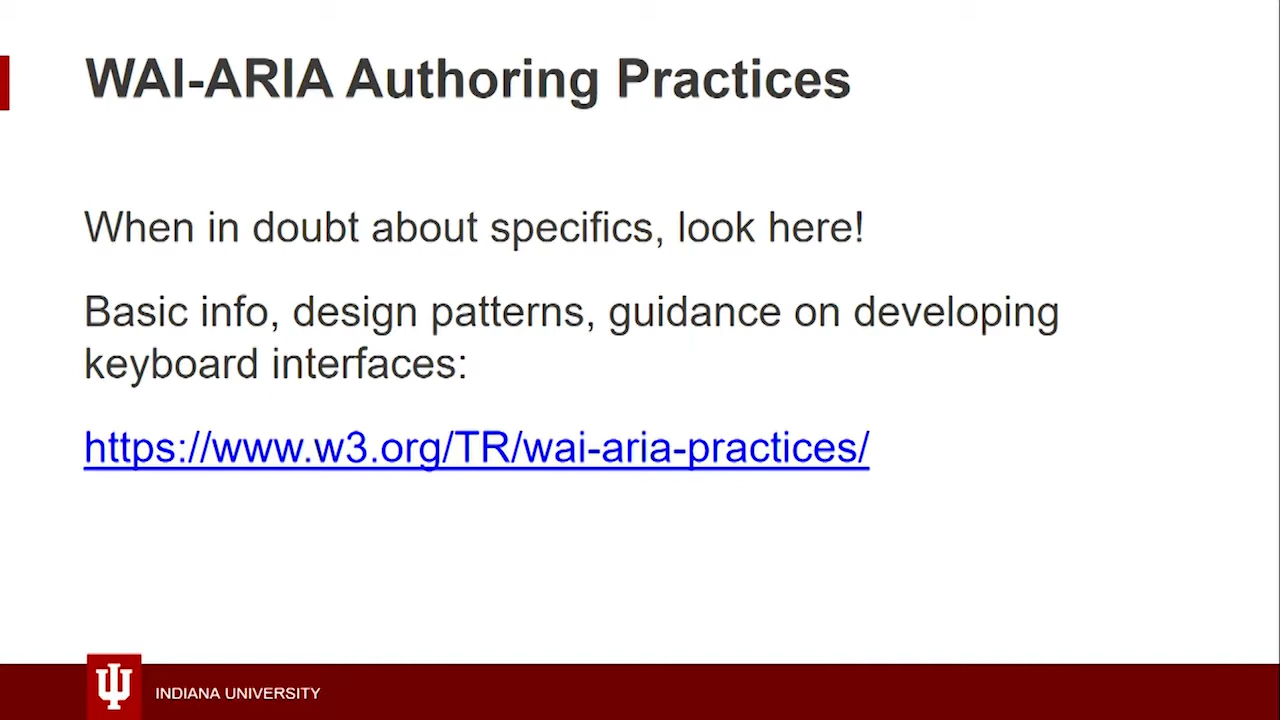 WAI-ARIA Authoring Practices
When in doubt about specifics, look here!
Basic info, design patterns, guidance on developing
keyboard interfaces:
https://www.w3.org/TR/wai-aria-practices/
INDIANA UNIVERSITY